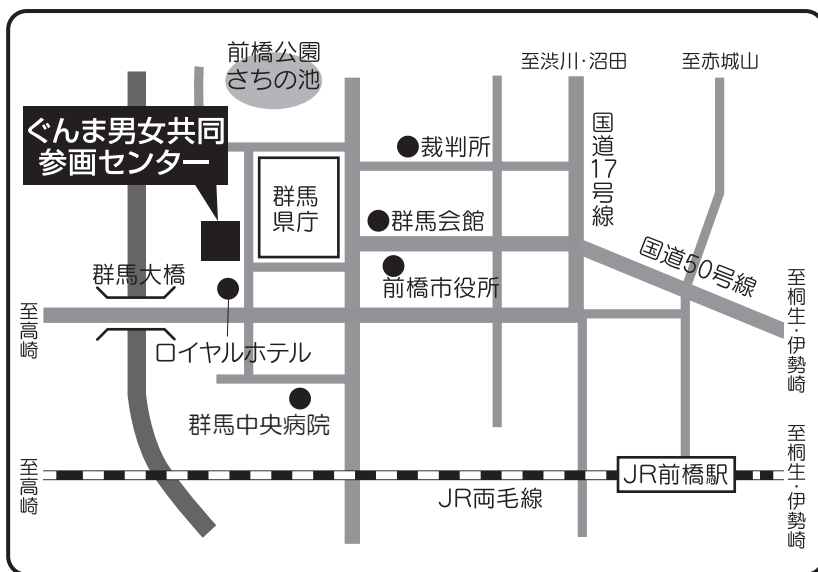 前橋公園
さちの池
至渋川・沼田
至赤城山
ぐんま男女共同
参画センター
裁判所
国道17号線
群馬
県庁
群馬会館
国道50号線
群馬大橋
前橋市役所
至桐生・伊勢崎
至高崎
ロイヤルホテル
群馬中央病院
至高崎
JR前橋駅
至桐生・伊勢崎
JR両毛線